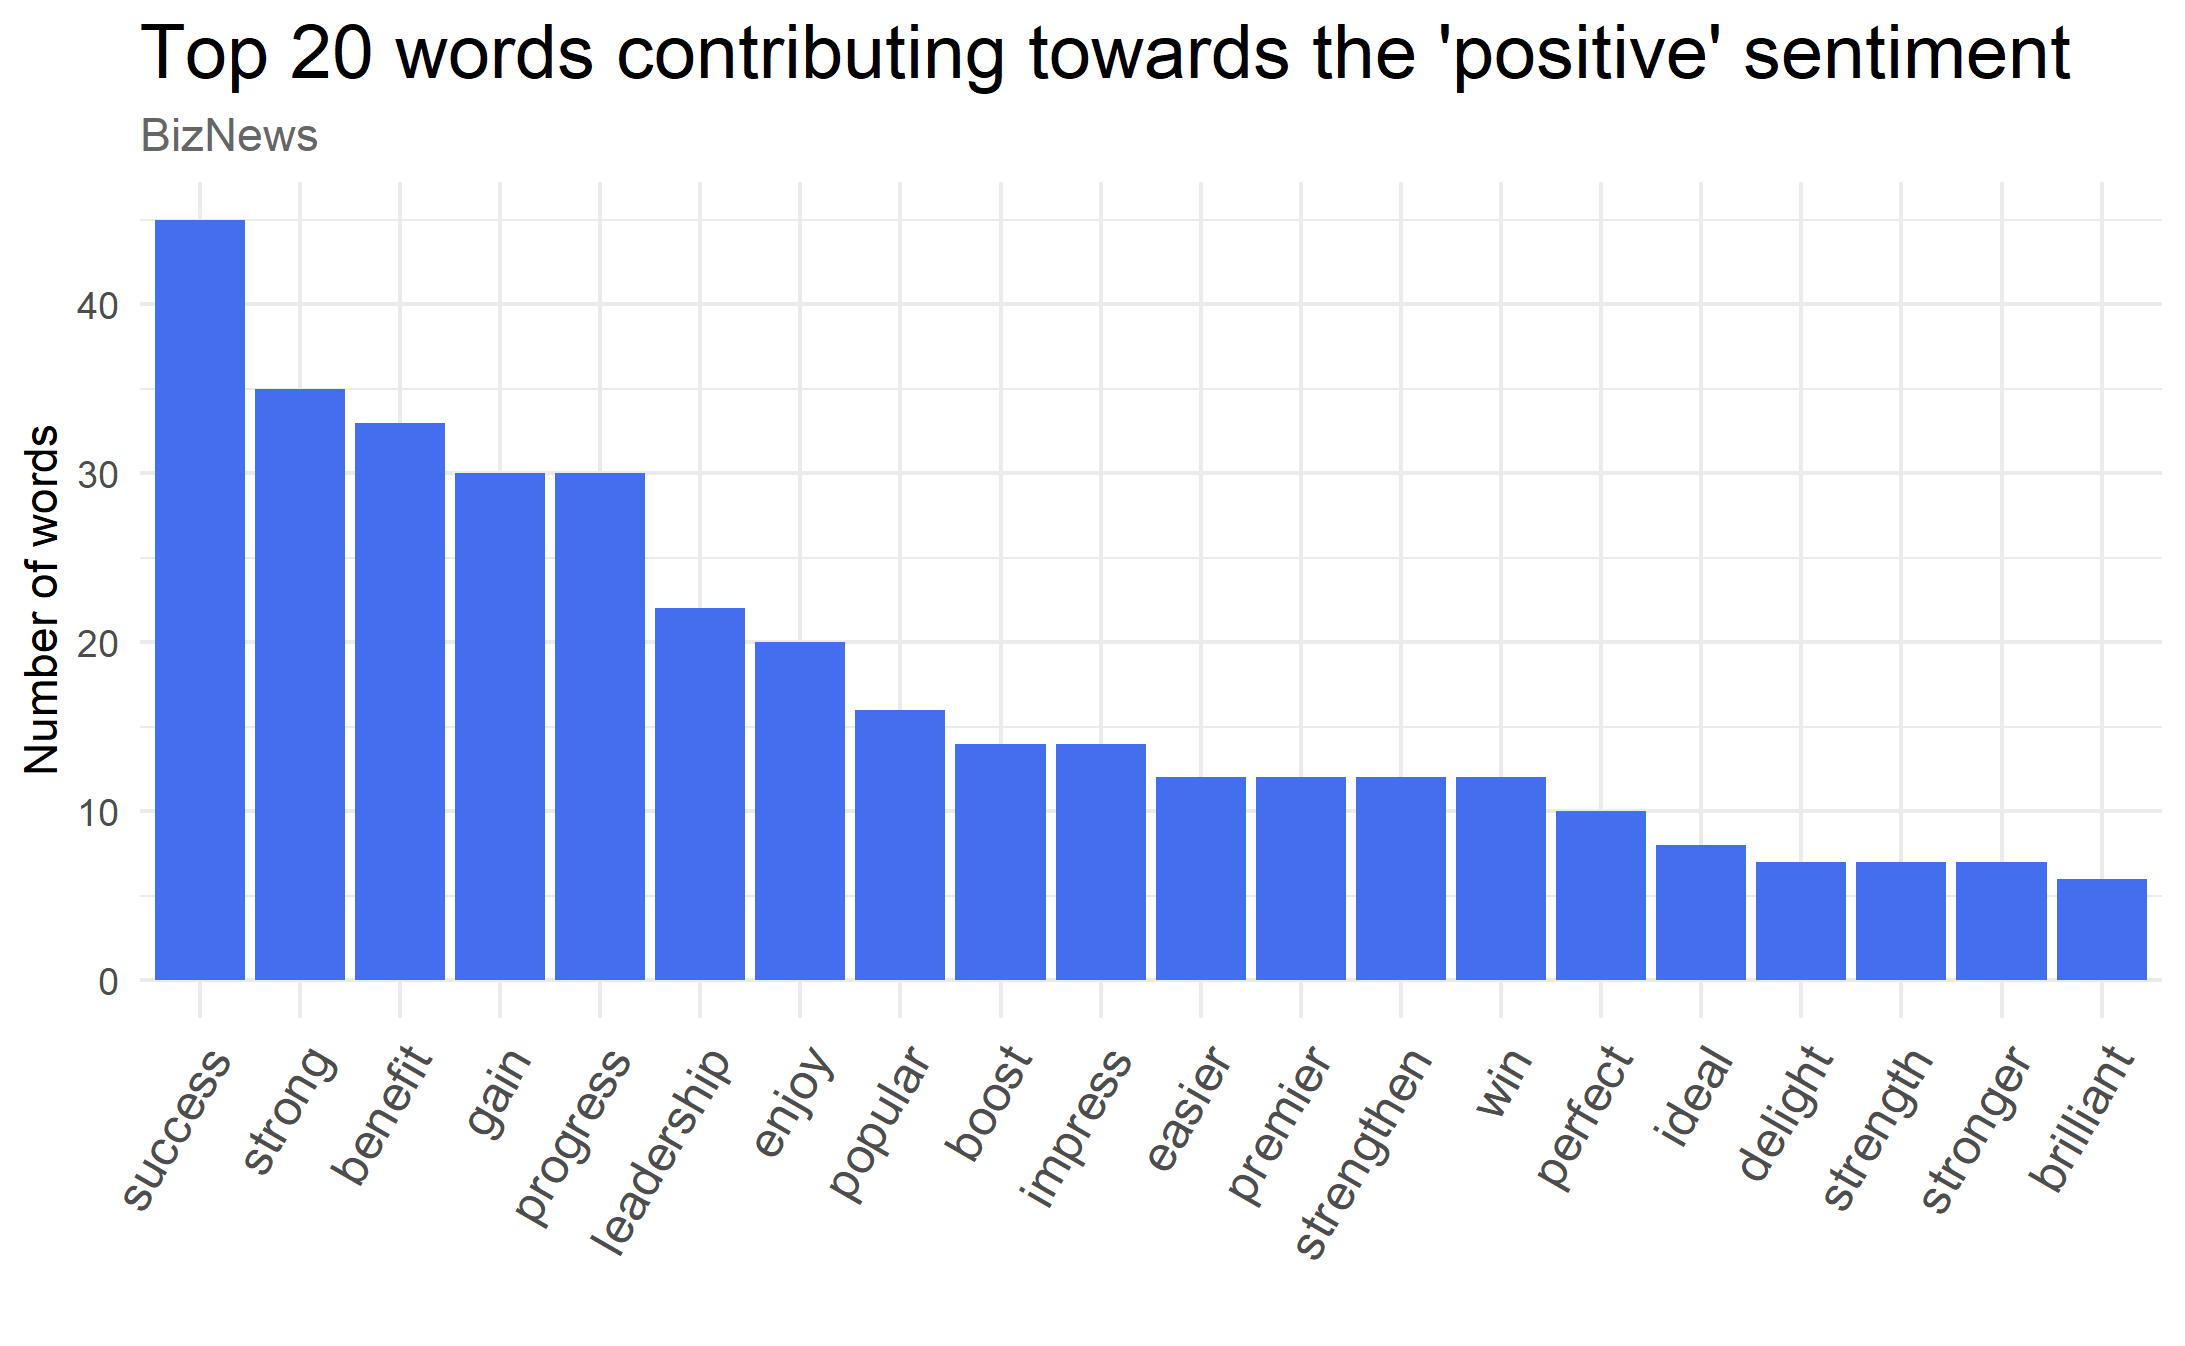 Top 20 words contributing towards the 'positive' sentiment
BizNews
Number of words
40
30
20
10
0
success
strong
benefit
gain
progress
leadership
enjoy
popular
boost
impress
easier
premier
strengthen
win
perfect
ideal
delight
strength
stronger
brilliant